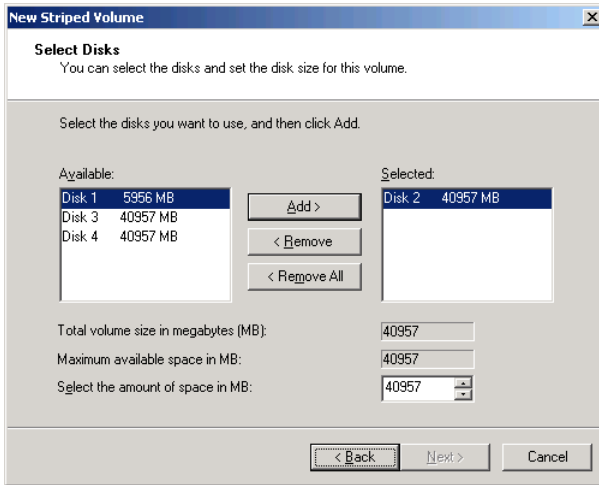 New Striped Volume
Select Disks
You can select the disks and set the disk size for this volume.
Select the disks you want to use, and then click Add.
Available: Selected:
Disk 1 5956 MB Add > Disk 2 40957 MB
Disk 3 40957 MB
Disk 4 40957 MB < Remove
< Remove All
Total volume size in megabytes (MB): 40957
Maximum available space in MB: 40957
Select the amount of space in MB: 40957
< Back Next > Cancel